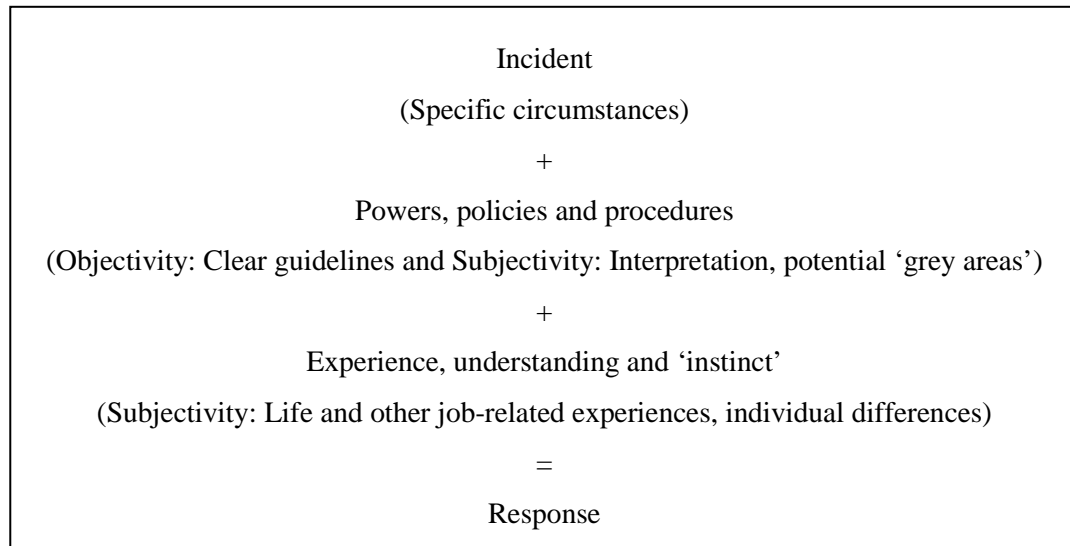 Incident
(Specific circumstances)
+
Powers, policies and procedures
(Objectivity: Clear guidelines and Subjectivity: Interpretation, potential ‘grey areas’)
+
Experience, understanding and ‘instinct’
(Subjectivity: Life and other job-related experiences, individual differences)
=
Response